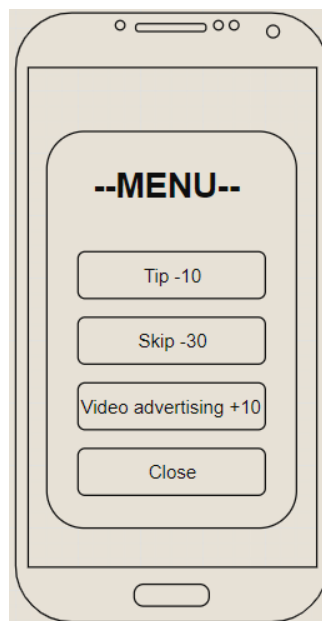 --MENU--
Tip -10
Skip -30
Video advertising +10
Close